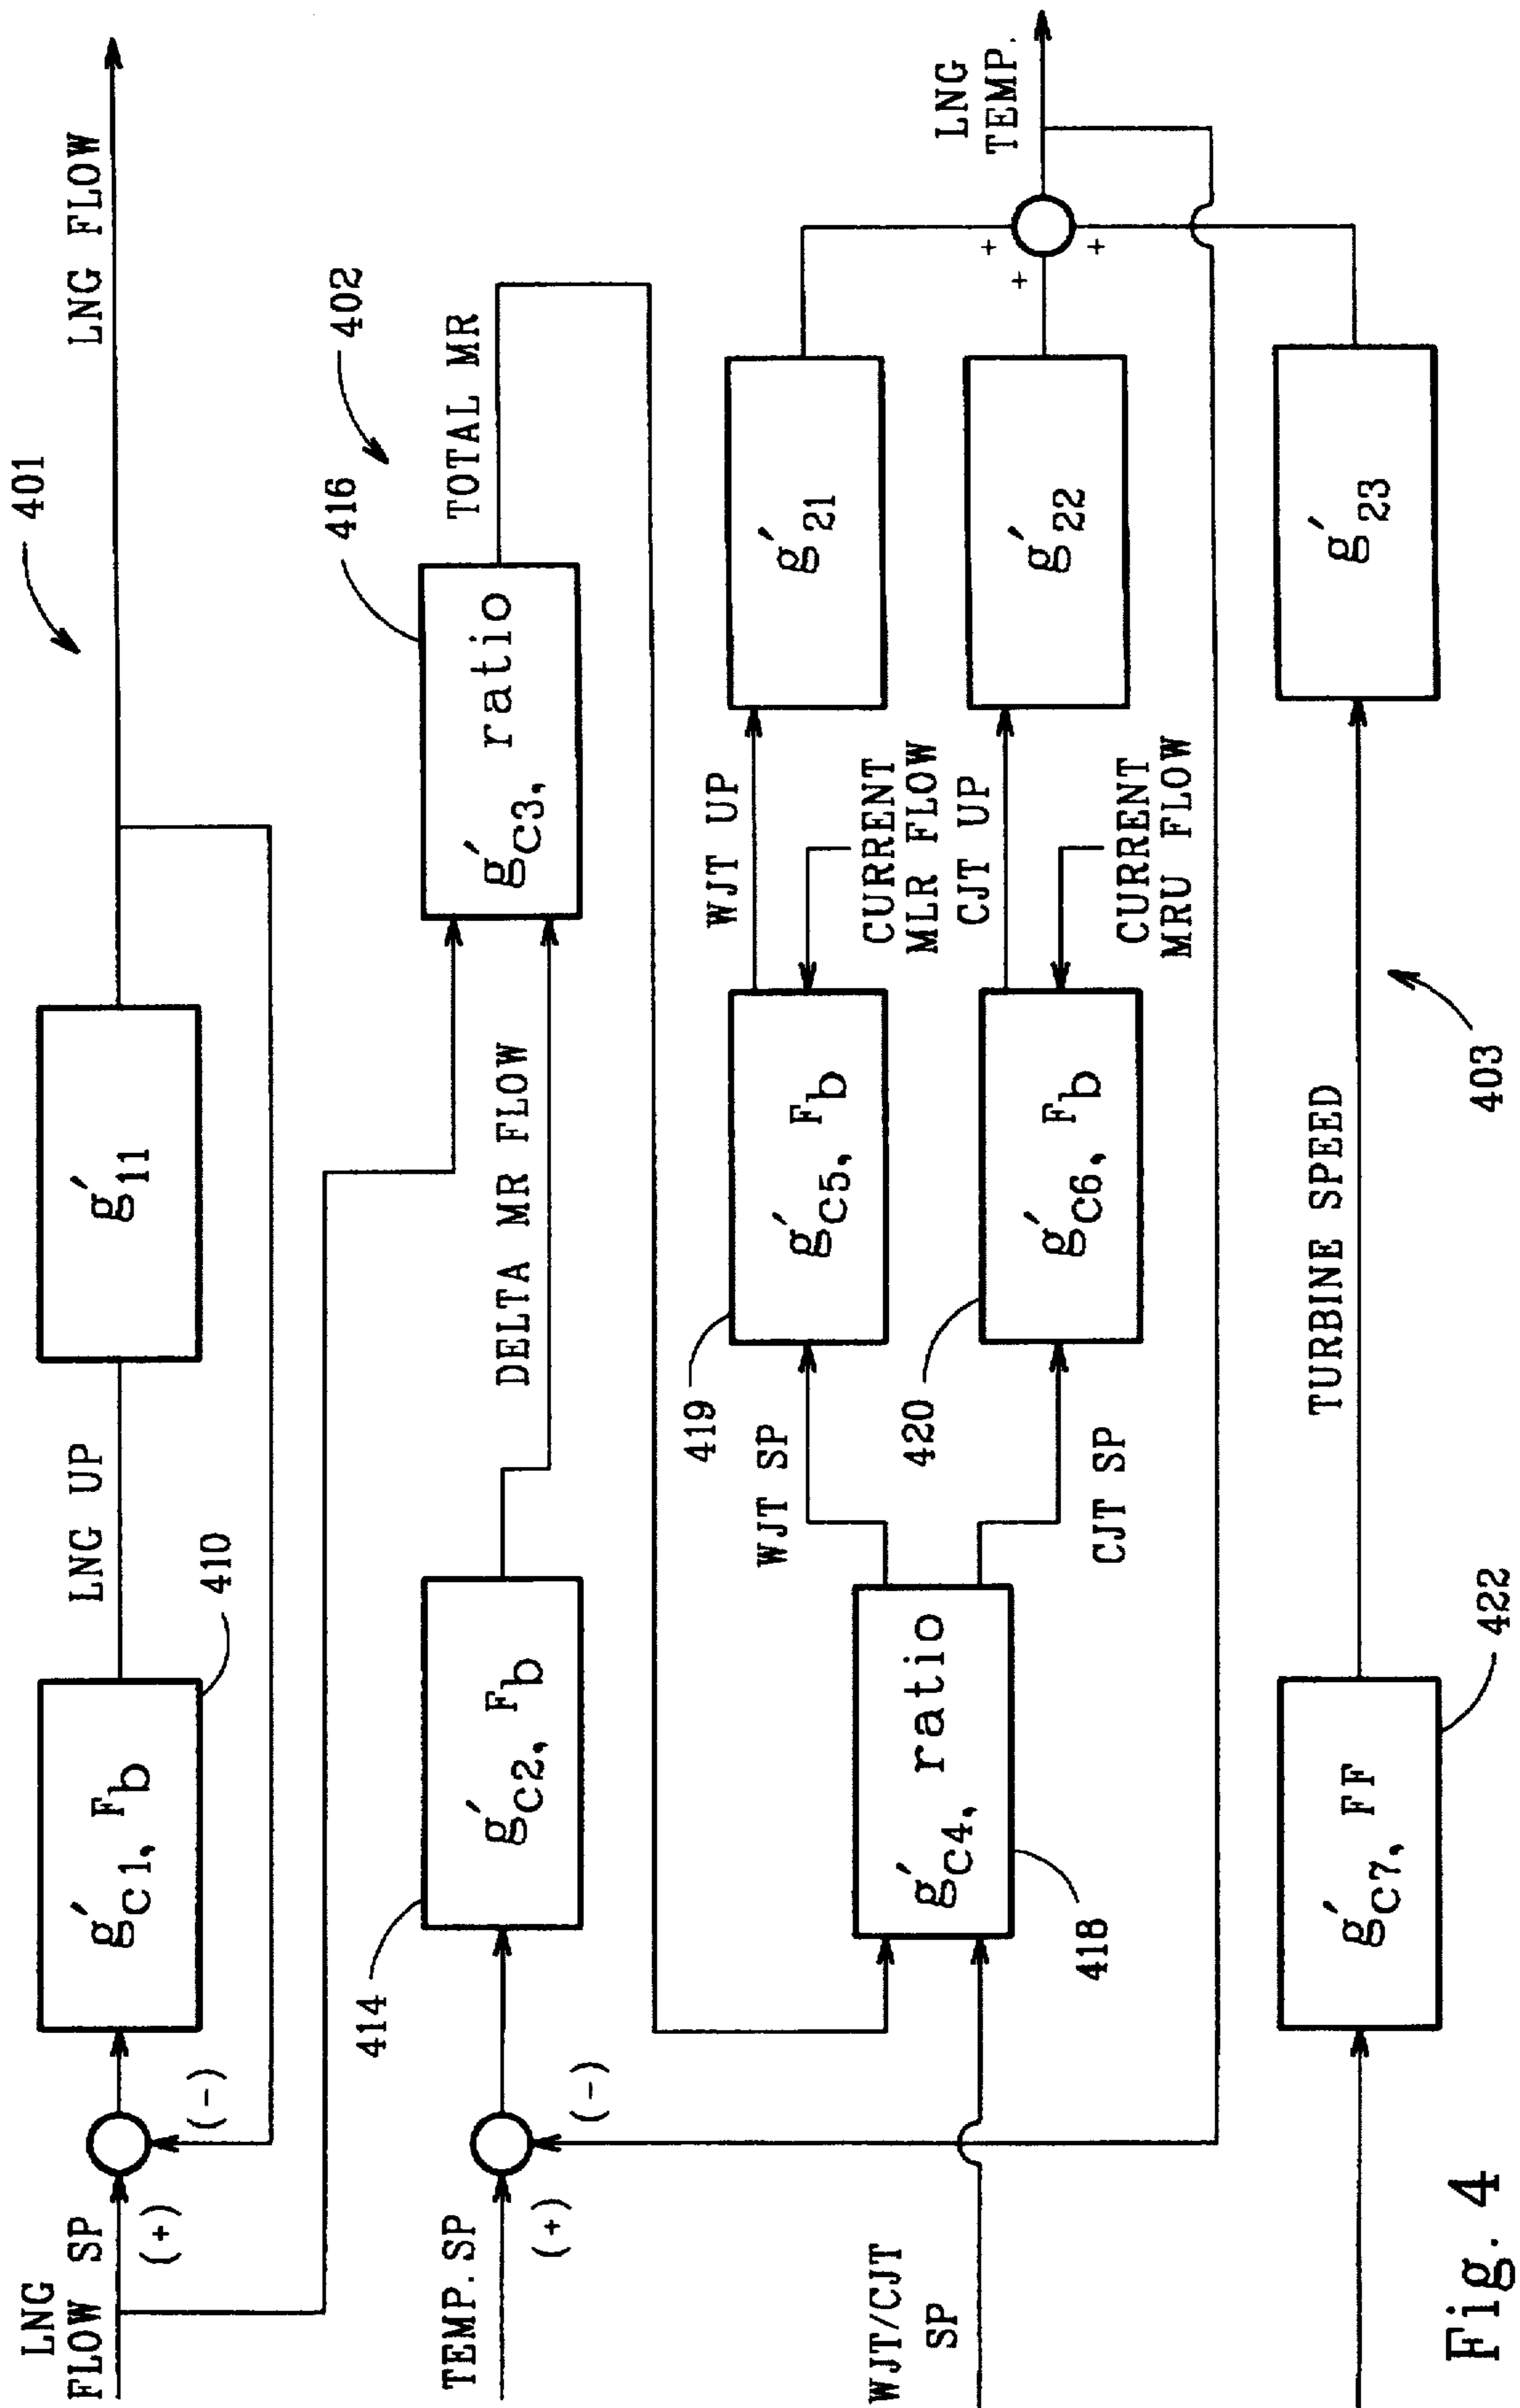 401
LNG
FLOW SP
(+)
(-)
g′c1, Fb
410
LNG UP
g′11
LNG FLOW
402
TEMP. SP
(+)
(-)
414
g′c2, Fb
DELTA MR FLOW
416
g′c3, ratio
TOTAL MR
WJT/CJT
SP
g′c4, ratio
418
WJT SP
CJT SP
419
g′c5, Fb
420
g′c6, Fb
WJT UP
CURRENT
MLR FLOW
CJT UP
CURRENT
MRU FLOW
g′21
g′22
+
+
+
LNG
TEMP.
g′c7, FF
422
TURBINE SPEED
403
g′23
Fig. 4